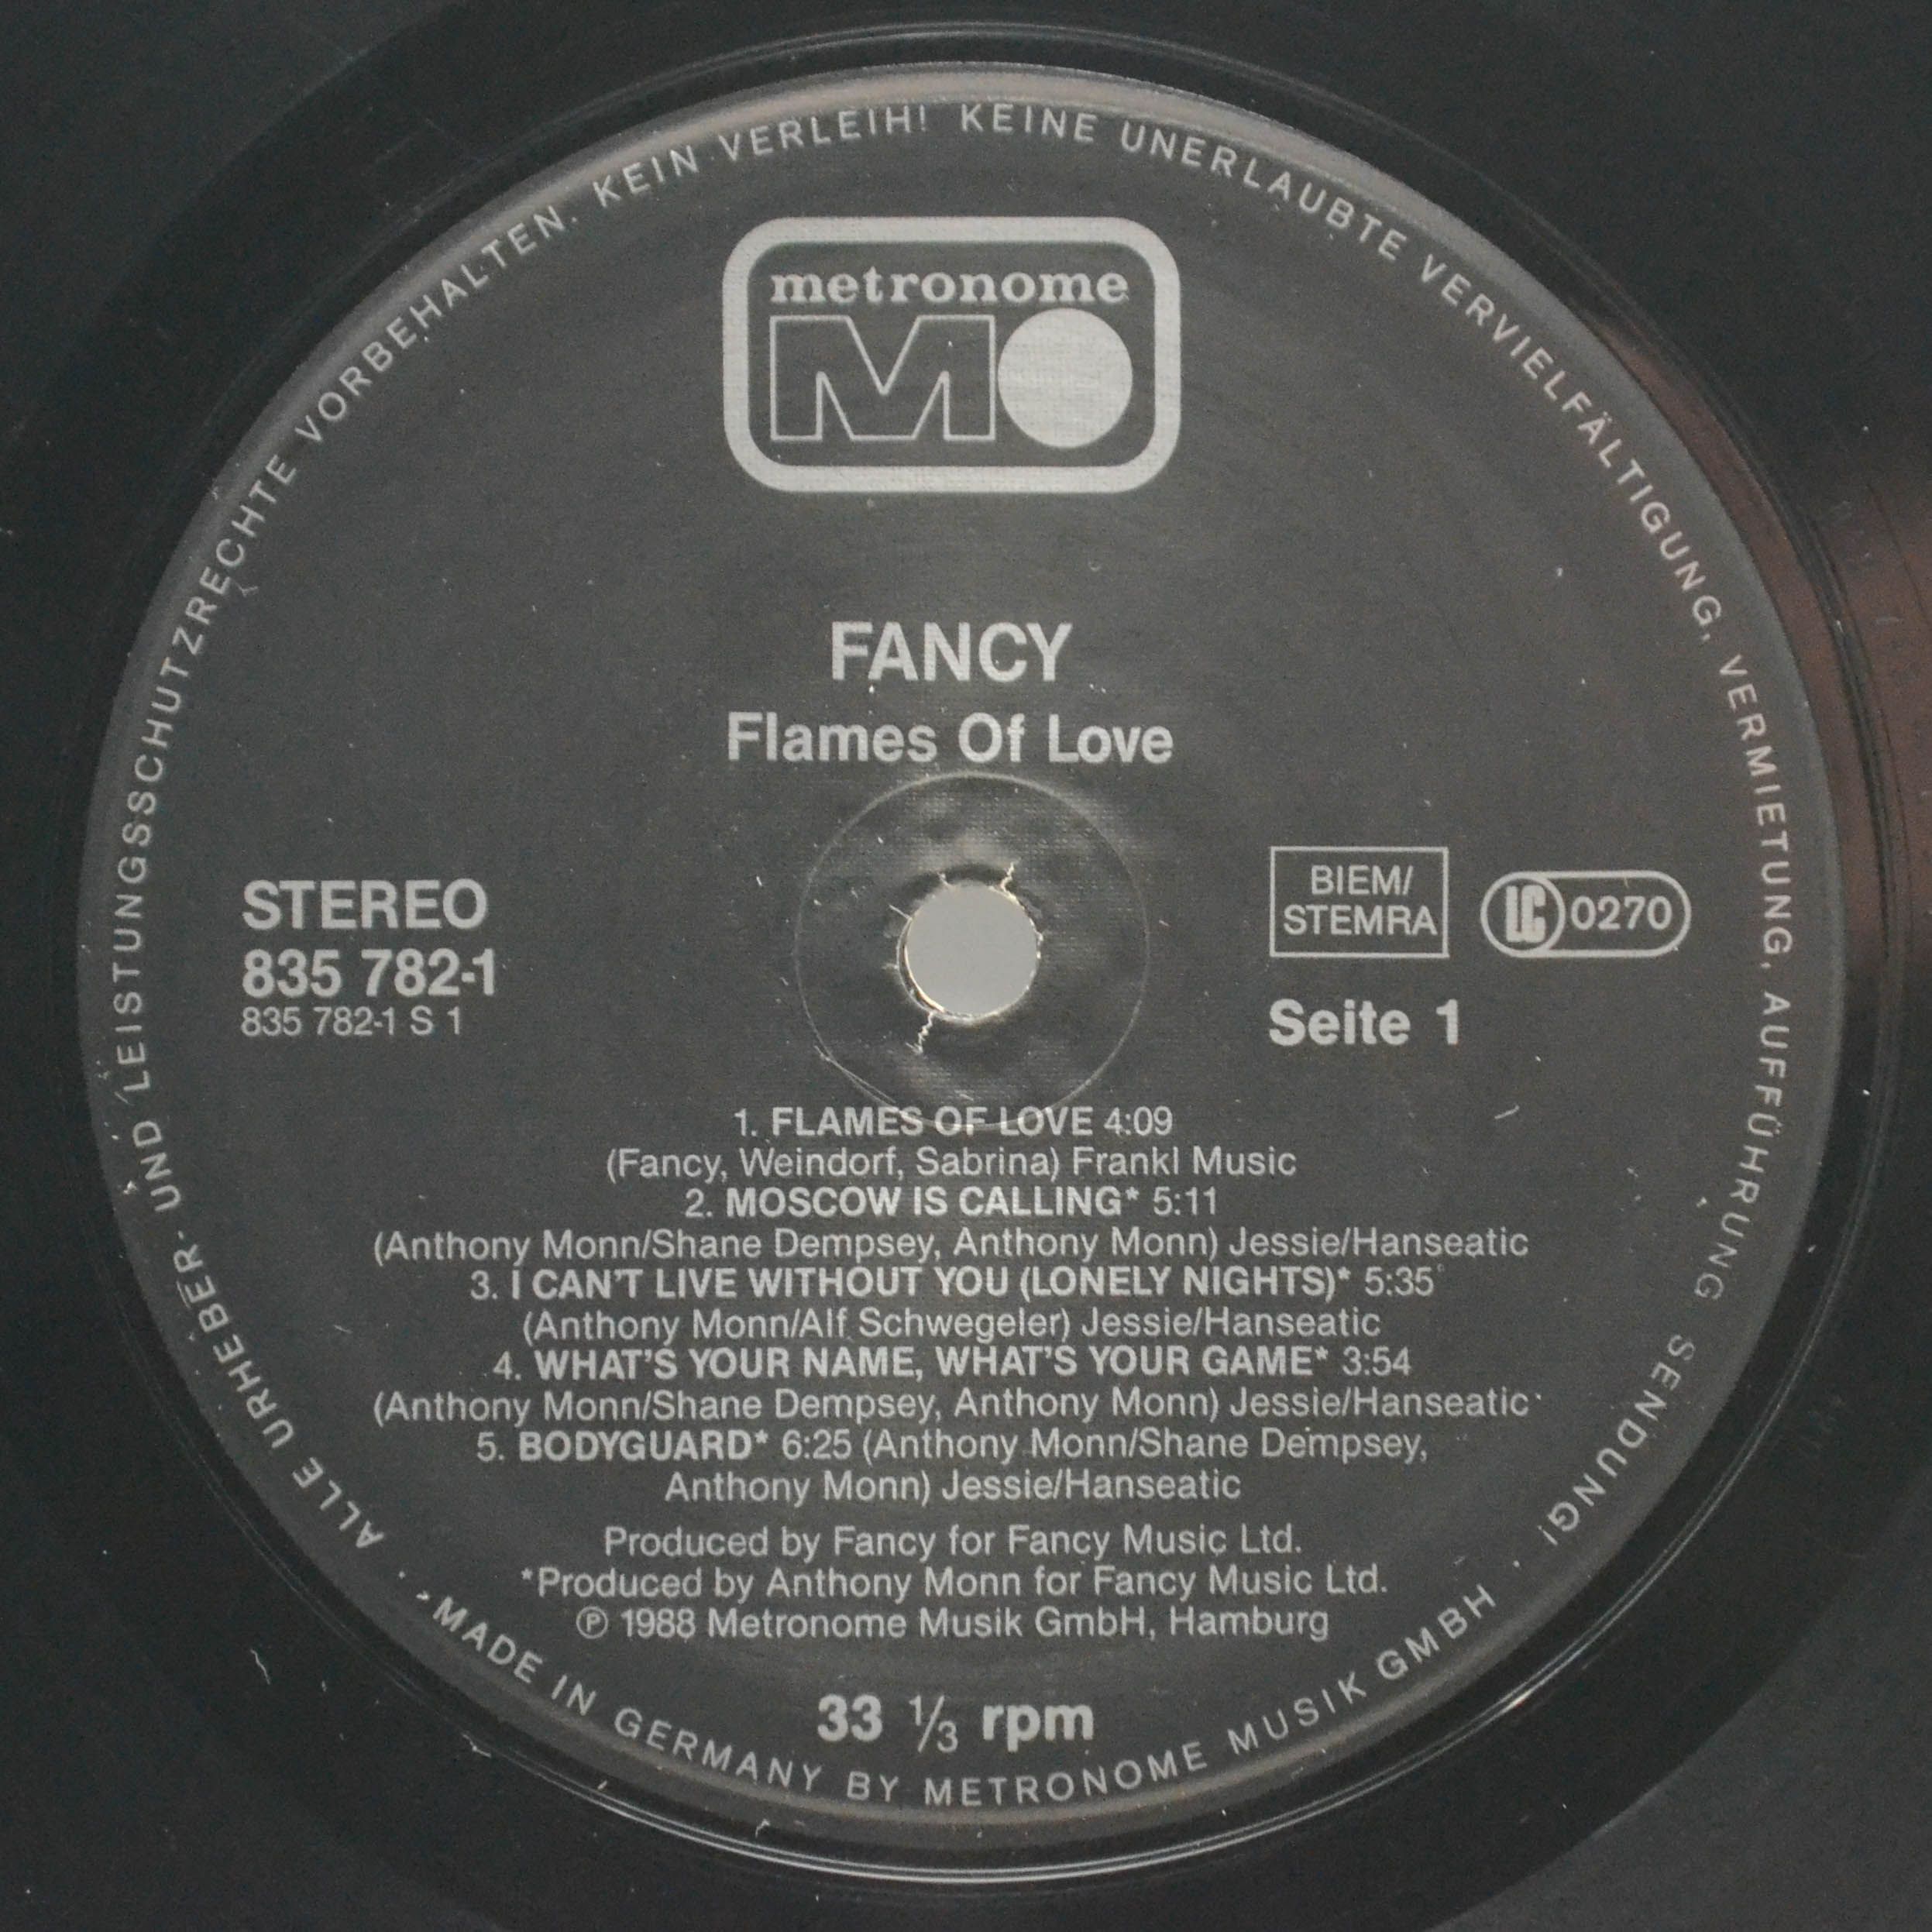 metronome
MO
FANCY
Flames Of Love
STEREO
835 782-1
835 782-1 S 1
BIEM/
STEMRA
LC 0270
Seite 1
1. FLAMES OF LOVE 4:09
(Fancy, Weindorf, Sabrina) Frankl Music
2. MOSCOW IS CALLING* 5:11
(Anthony Monn/Shane Dempsey, Anthony Monn) Jessie/Hanseatic
3. I CAN'T LIVE WITHOUT YOU (LONELY NIGHTS)* 5:35
(Anthony Monn/Alf Schwegeler) Jessie/Hanseatic
4. WHAT'S YOUR NAME, WHAT'S YOUR GAME* 3:54
(Anthony Monn/Shane Dempsey, Anthony Monn) Jessie/Hanseatic
5. BODYGUARD* 6:25 (Anthony Monn/Shane Dempsey,
Anthony Monn) Jessie/Hanseatic
Produced by Fancy for Fancy Music Ltd.
*Produced by Anthony Monn for Fancy Music Ltd.
℗ 1988 Metronome Musik GmbH, Hamburg
33 ⅓ rpm
ALLE URHEBER- UND LEISTUNGSSCHUTZRECHTE VORBEHALTEN. KEIN VERLEIH! KEINE UNERLAUBTE VERVIELFÄLTIGUNG, VERMIETUNG, AUFFÜHRUNG SENDUNG!
· MADE IN GERMANY BY METRONOME MUSIK GMBH ·